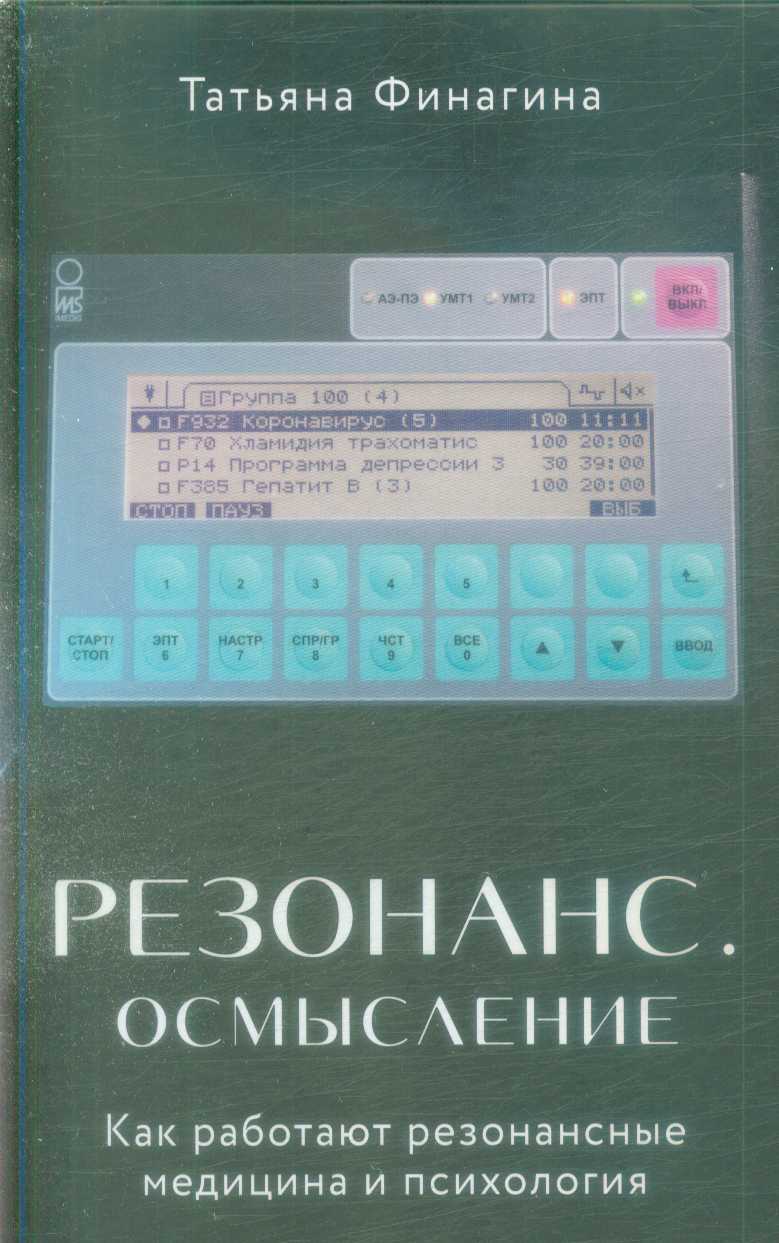 Татьяна Финагина
IMEDIS
АЭ-ПЭ УМТ1 УМТ2 ЭПТ ВКЛ/
ВЫКЛ
Группа 100 (4)
F932 Коронавирус (5) 100 11:11
F70 Хламидия трахоматис 100 20:00
P14 Программа депрессии 3 30 39:00
F385 Гепатит В (3) 100 20:00
СТОП ПАУЗ ВЫБ
1 2 3 4 5
СТАРТ/
СТОП
ЭПТ
6
НАСТР
7
СПР/ГР
8
ЧСТ
9
ВСЕ
0
▲ ▼ ВВОД
РЕЗОНАНС.
ОСМЫСЛЕНИЕ
Как работают резонансные
медицина и психология